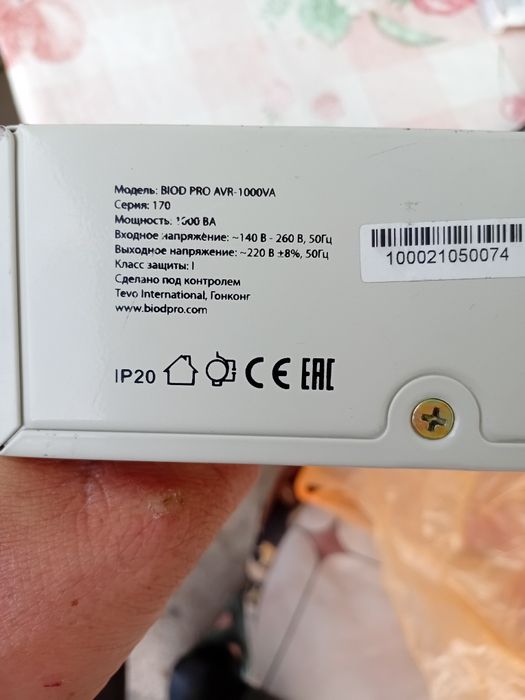 Модель: BIOD PRO AVR-1000VA
Серия: 170
Мощность: 1000 ВА
Входное напряжение: ~140 В - 260 В, 50Гц
Выходное напряжение: ~220 В ±8%, 50Гц
Класс защиты: I
Сделано под контролем
Tevo International, Гонконг
www.biodpro.com
100021050074
IP20 CE EAC